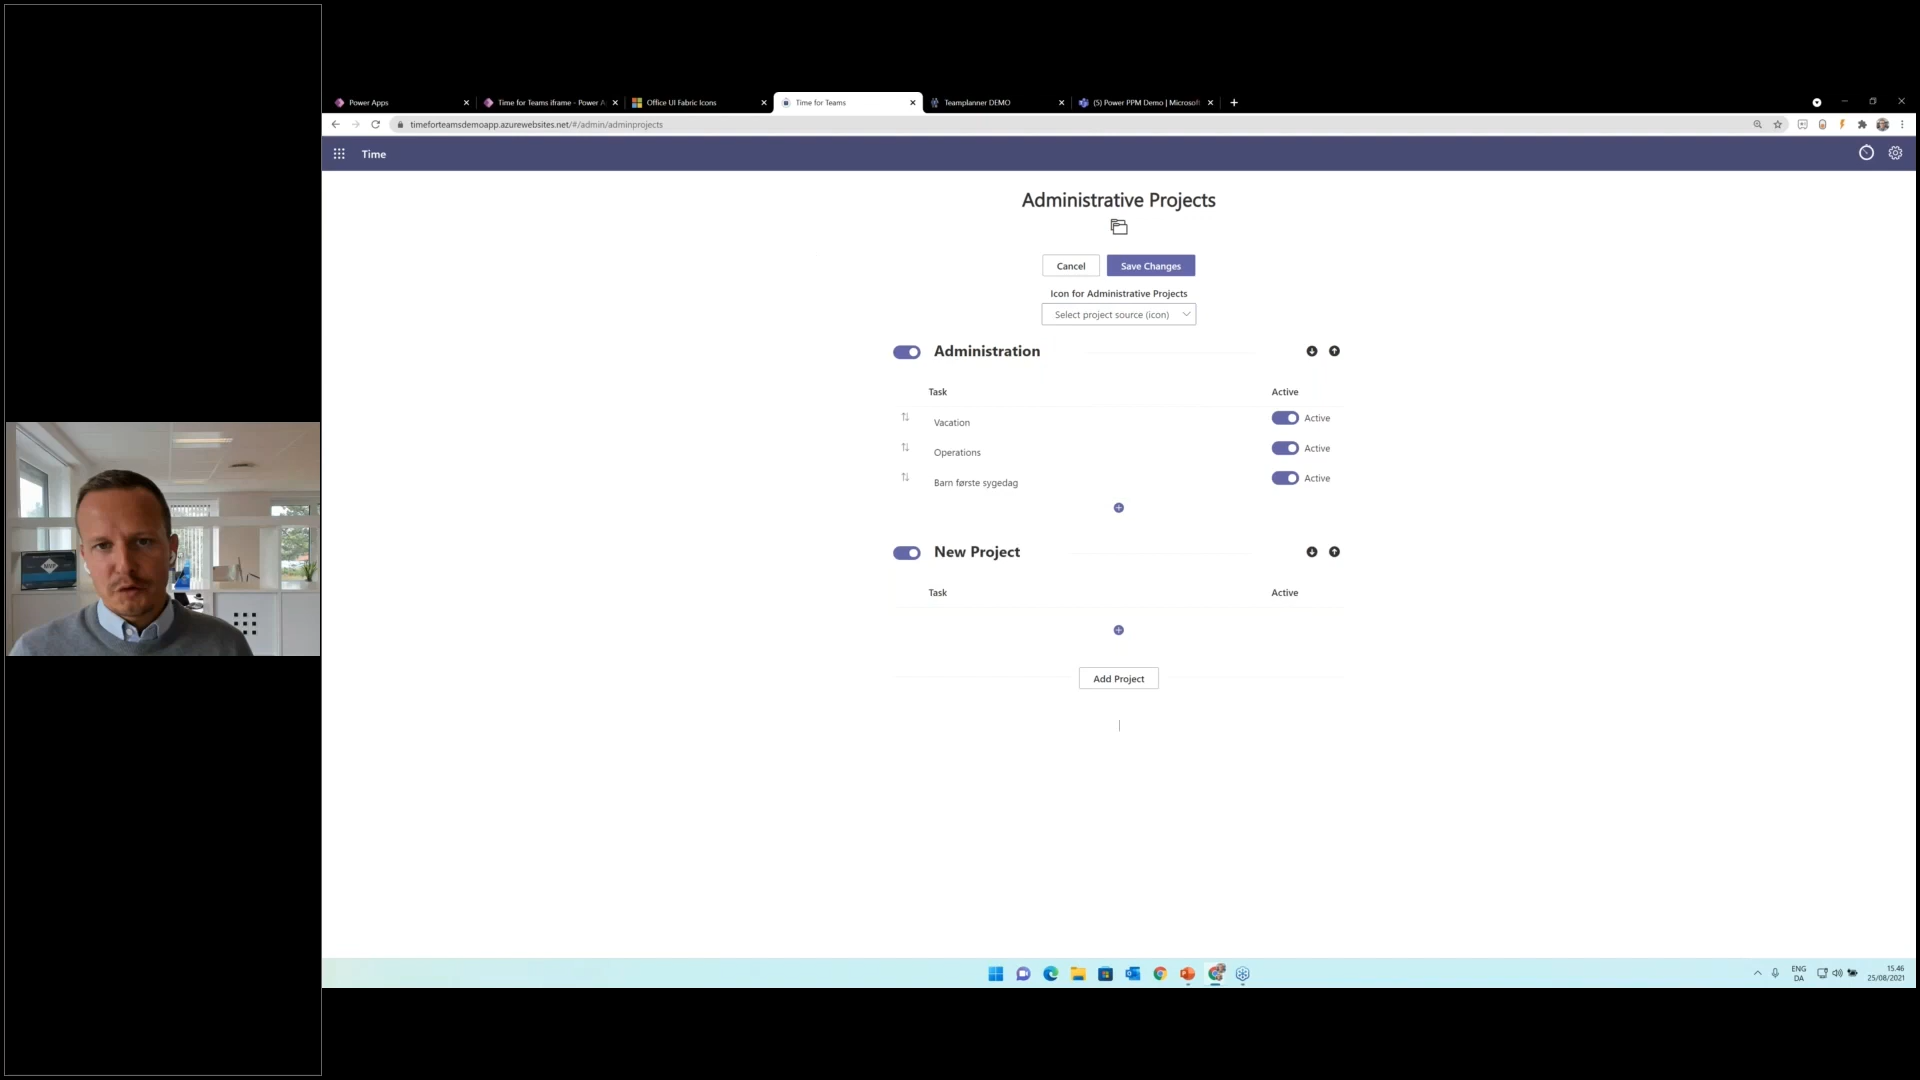 Power Apps
Time for Teams iframe - Power A
Office UI Fabric Icons
Time for Teams
Teamplanner DEMO
(5) Power PPM Demo | Microsoft
timeforteamsdemoapp.azurewebsites.net/#/admin/adminprojects
Time
Administrative Projects
Cancel
Save Changes
Icon for Administrative Projects
Select project source (icon)
Administration
Task
Active
Vacation
Active
Operations
Active
Barn første sygedag
Active
New Project
Task
Active
Add Project
MVP
ENG
DA
15.46
25/08/2021